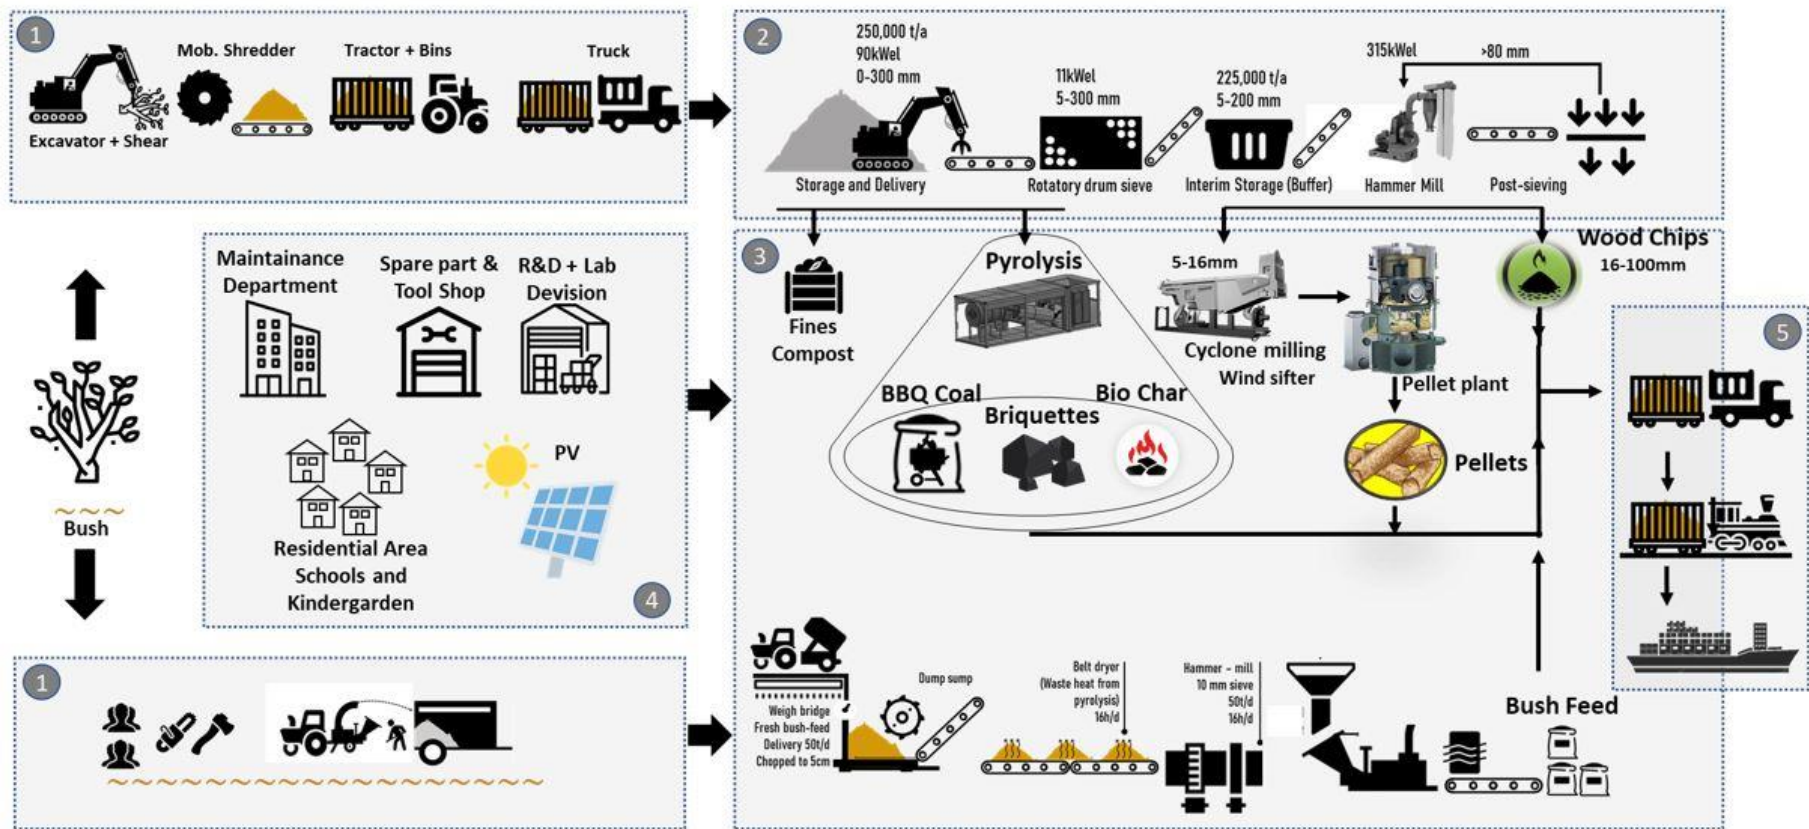 1
Mob. Shredder
Tractor + Bins
Truck
Excavator + Shear
2
250,000 t/a
90kWel
0-300 mm
11kWel
5-300 mm
225,000 t/a
5-200 mm
315kWel
>80 mm
Storage and Delivery
Rotatory drum sieve
Interim Storage (Buffer)
Hammer Mill
Post-sieving
Bush
4
Maintainance
Department
Spare part &
Tool Shop
R&D + Lab
Devision
PV
Residential Area
Schools and
Kindergarden
3
Fines
Compost
Pyrolysis
BBQ Coal
Briquettes
Bio Char
5-16mm
Cyclone milling
Wind sifter
Pellet plant
Pellets
Wood Chips
16-100mm
5
1
Weigh bridge
Fresh bush-feed
Delivery 50t/d
Chopped to 5cm
Dump sump
Belt dryer
(Waste heat from
pyrolysis)
16h/d
Hammer – mill
10 mm sieve
50t/d
16h/d
Bush Feed